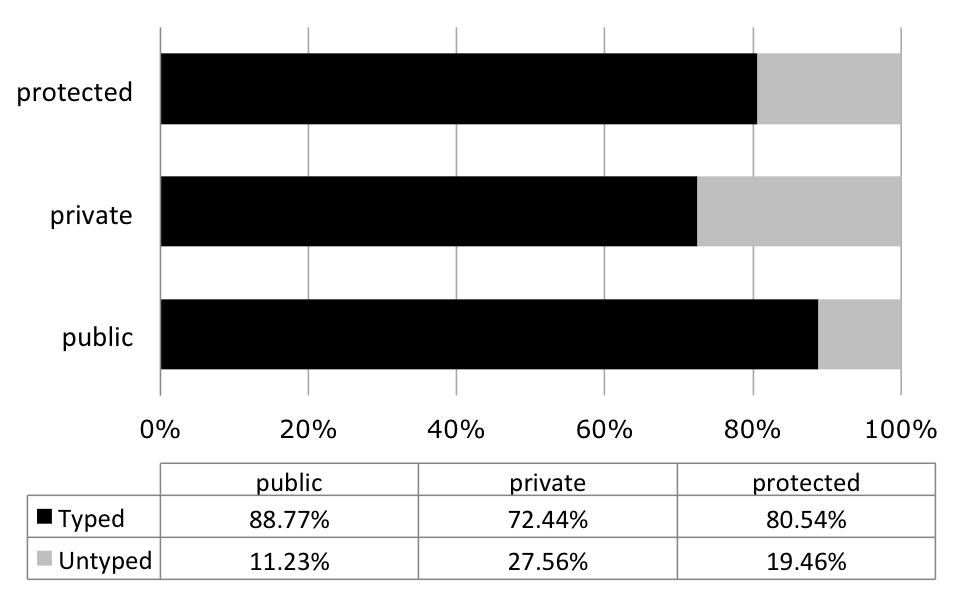 protected
private
public
0% 20% 40% 60% 80% 100%
public private protected
Typed 88.77% 72.44% 80.54%
Untyped 11.23% 27.56% 19.46%